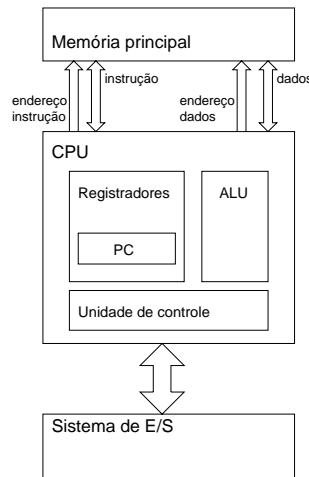 Memória principal
instrução
dados
endereço
instrução
endereço
dados
CPU
Registradores
ALU
PC
Unidade de controle
Sistema de E/S